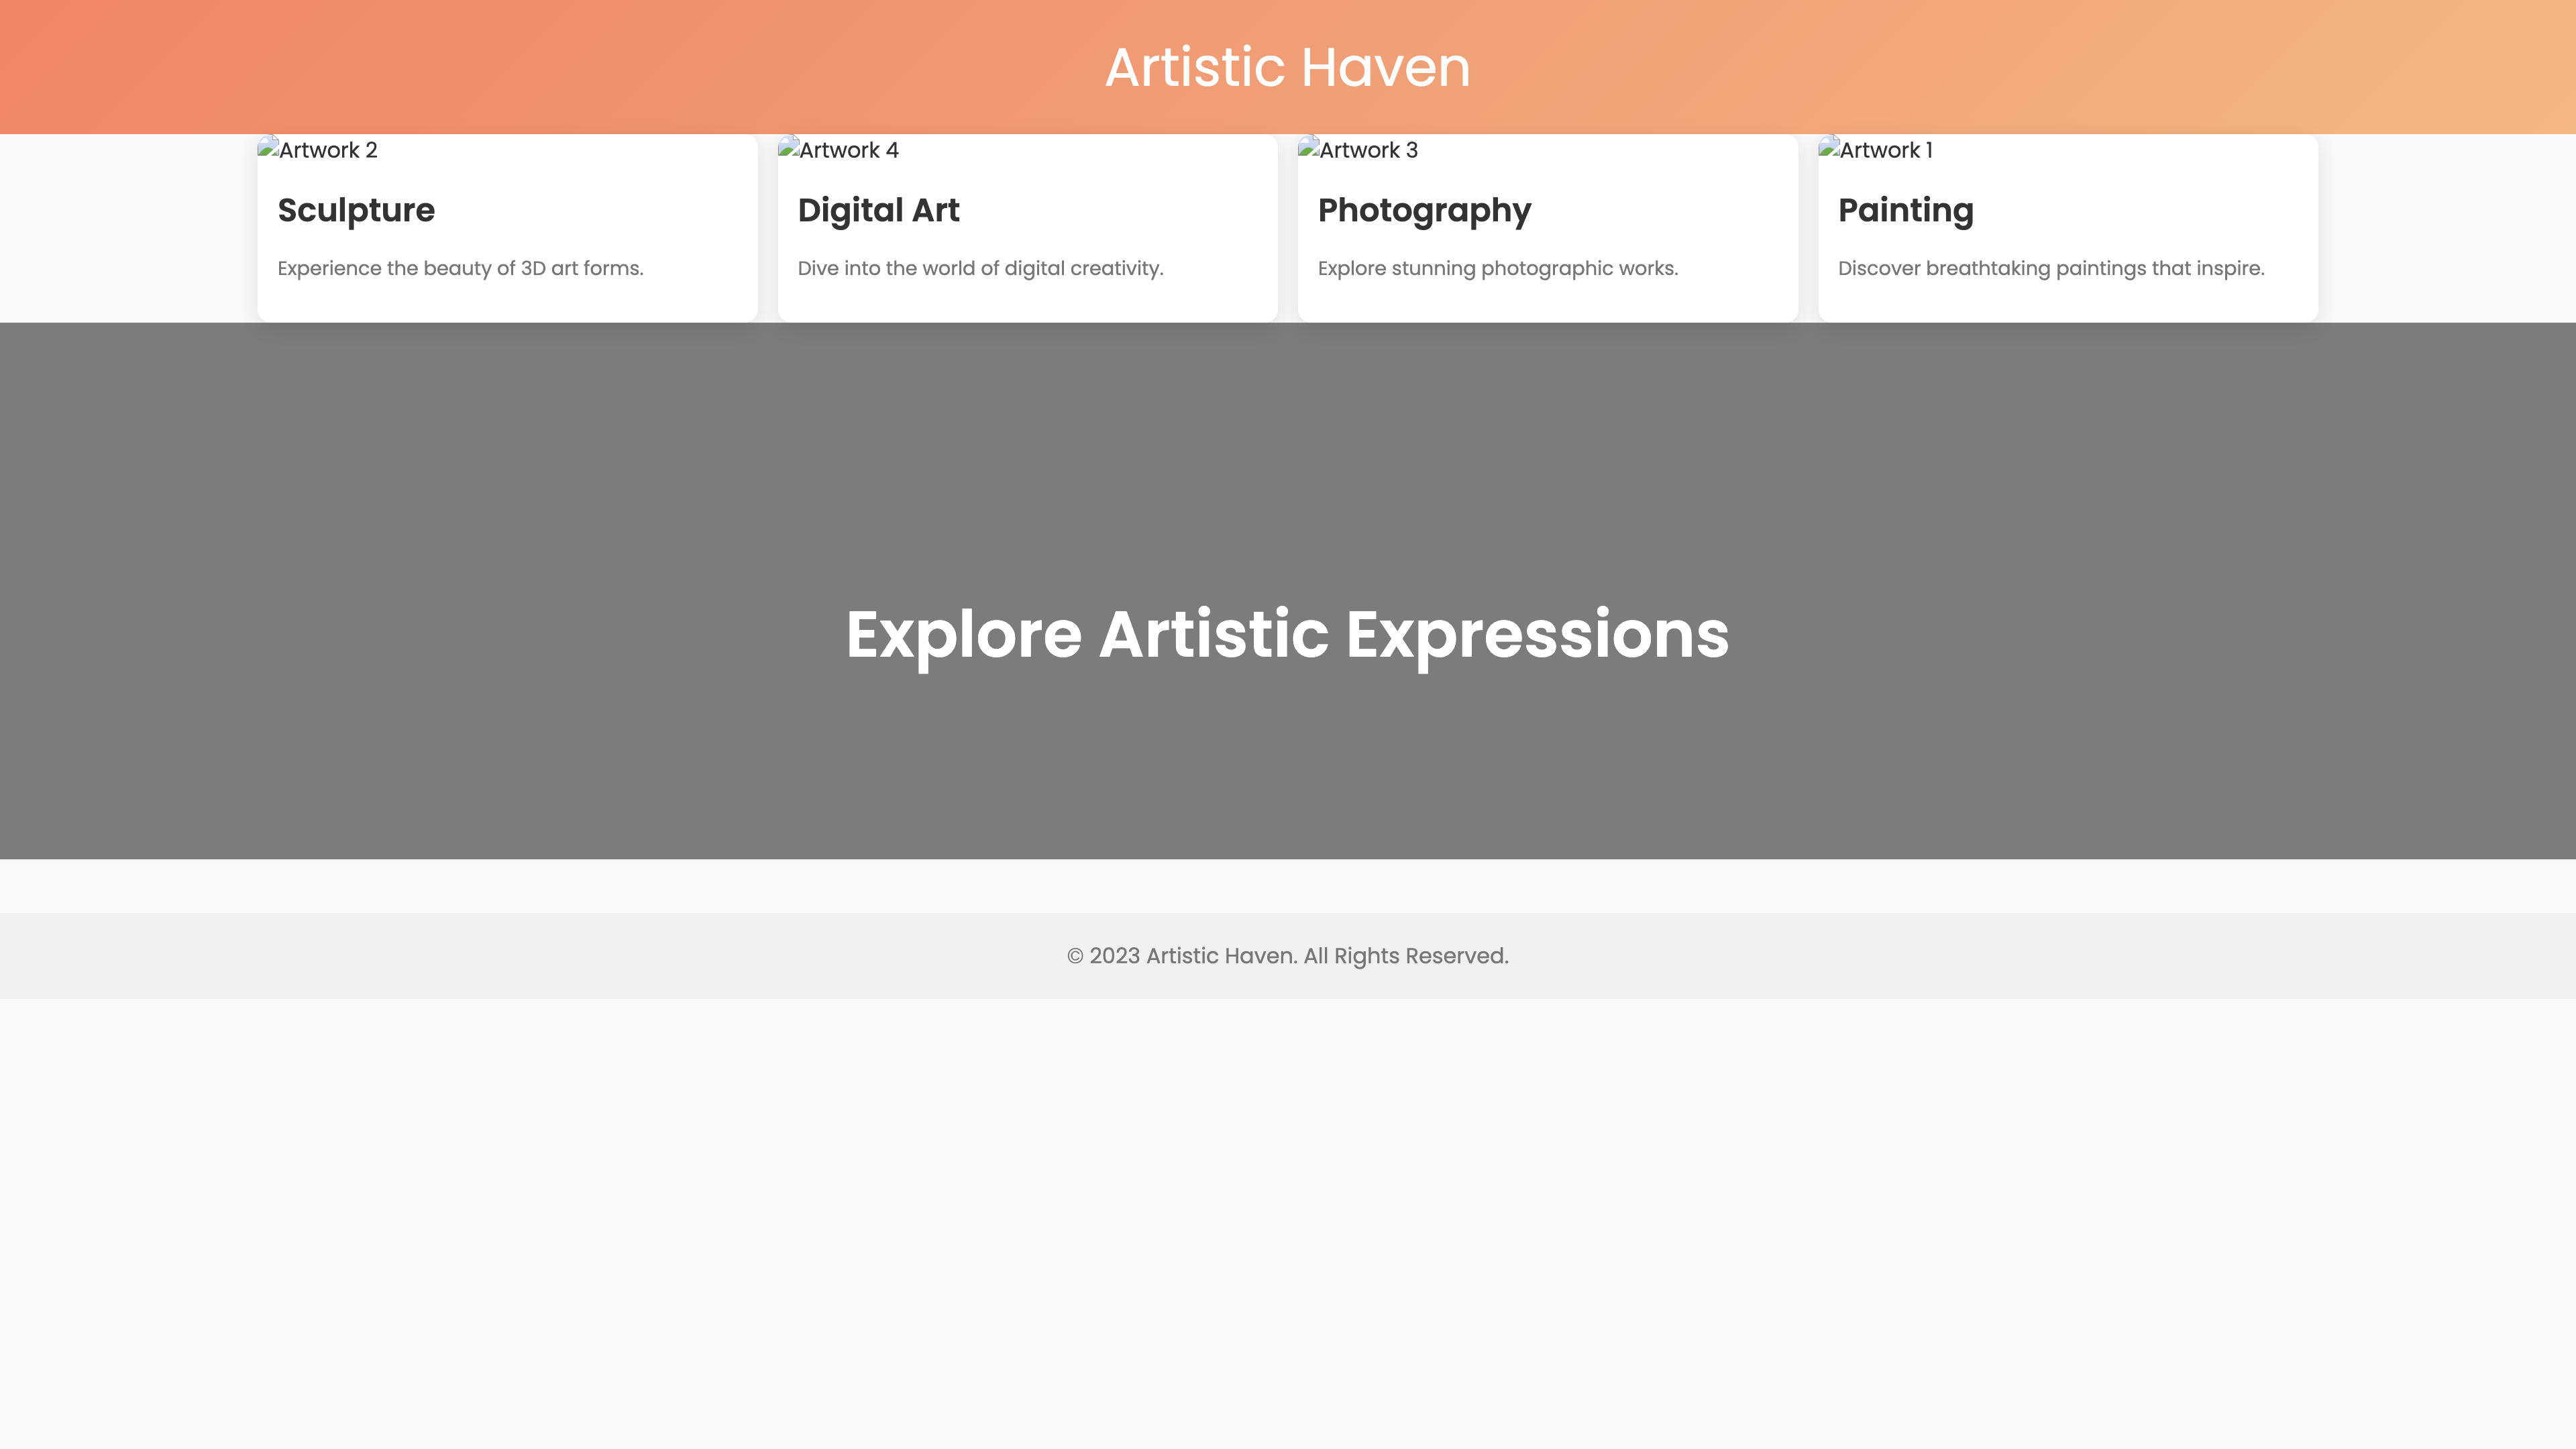 Artistic Haven
Artwork 2
Sculpture
Experience the beauty of 3D art forms.
Artwork 4
Digital Art
Dive into the world of digital creativity.
Artwork 3
Photography
Explore stunning photographic works.
Artwork 1
Painting
Discover breathtaking paintings that inspire.
Explore Artistic Expressions
© 2023 Artistic Haven. All Rights Reserved.